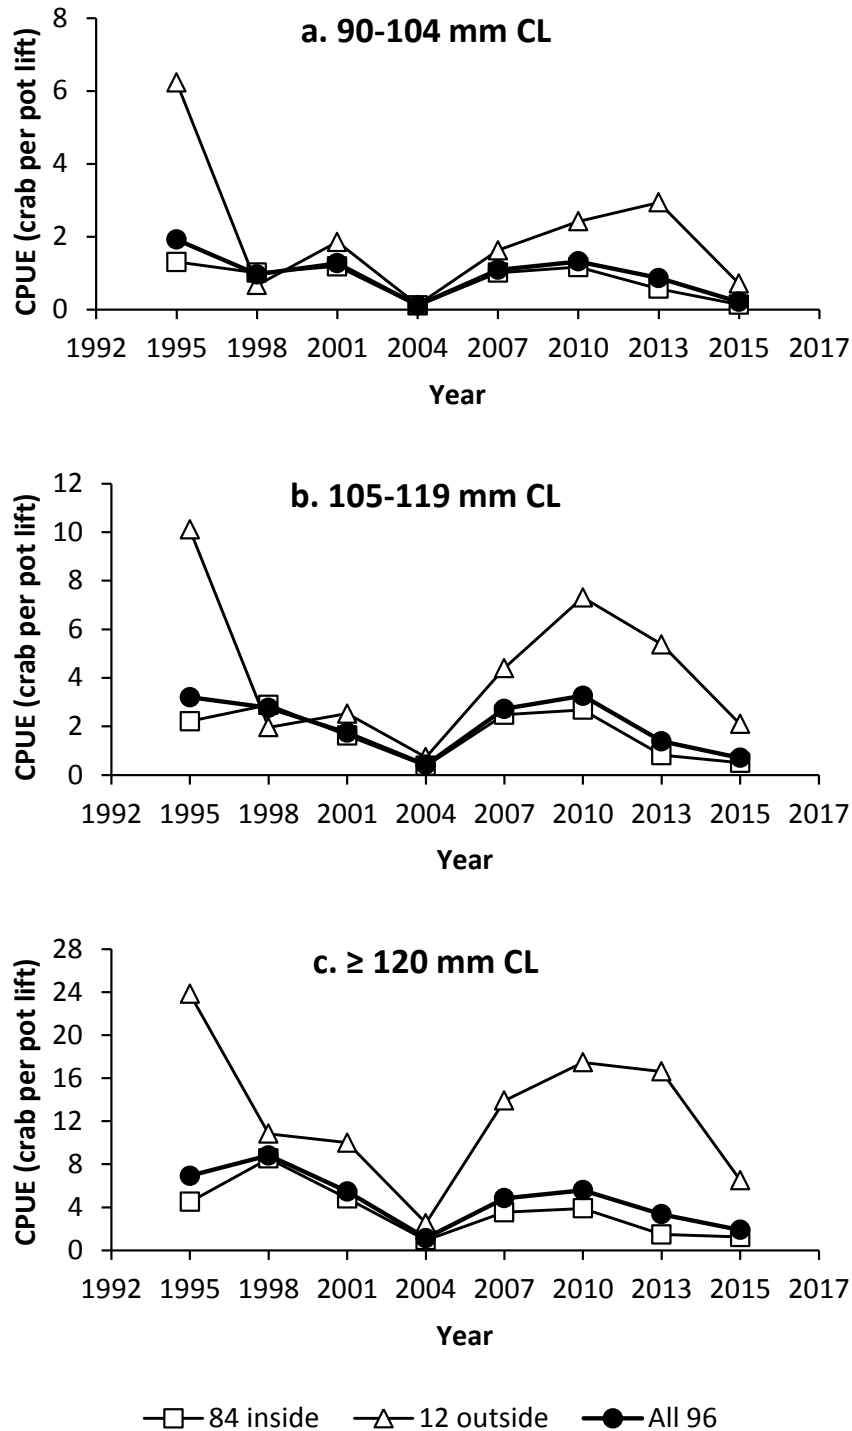 a. 90-104 mm CL
CPUE (crab per pot lift)
8
6
4
2
0
1992 1995 1998 2001 2004 2007 2010 2013 2015 2017
Year
b. 105-119 mm CL
CPUE (crab per pot lift)
12
10
8
6
4
2
0
1992 1995 1998 2001 2004 2007 2010 2013 2015 2017
Year
c. ≥ 120 mm CL
CPUE (crab per pot lift)
28
24
20
16
12
8
4
0
1992 1995 1998 2001 2004 2007 2010 2013 2015 2017
Year
84 inside 12 outside All 96